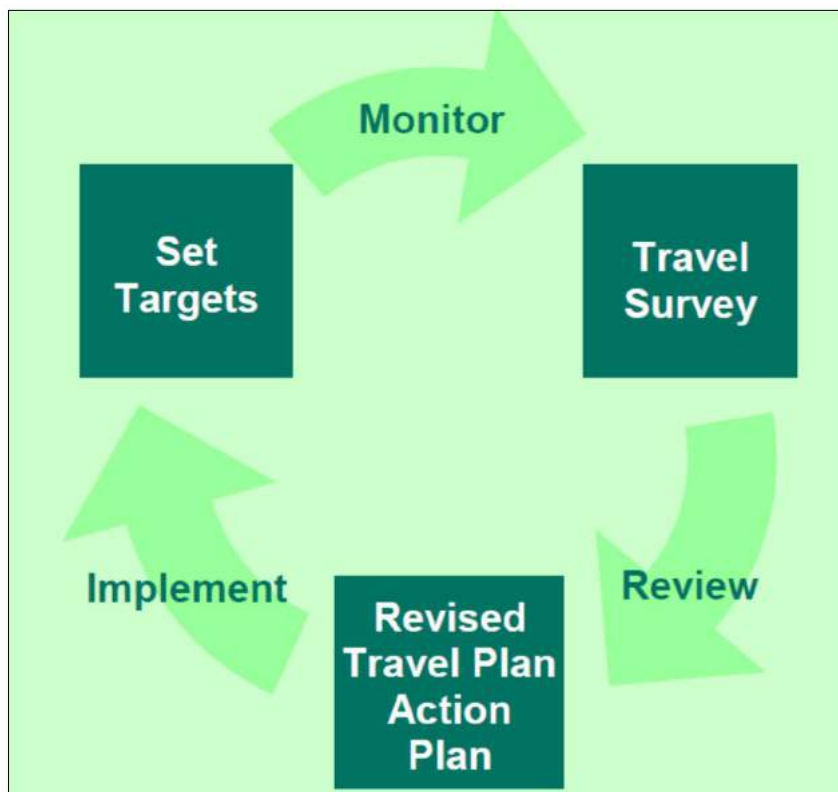 Monitor
Set
Targets
Travel
Survey
Review
Revised
Travel Plan
Action
Plan
Implement